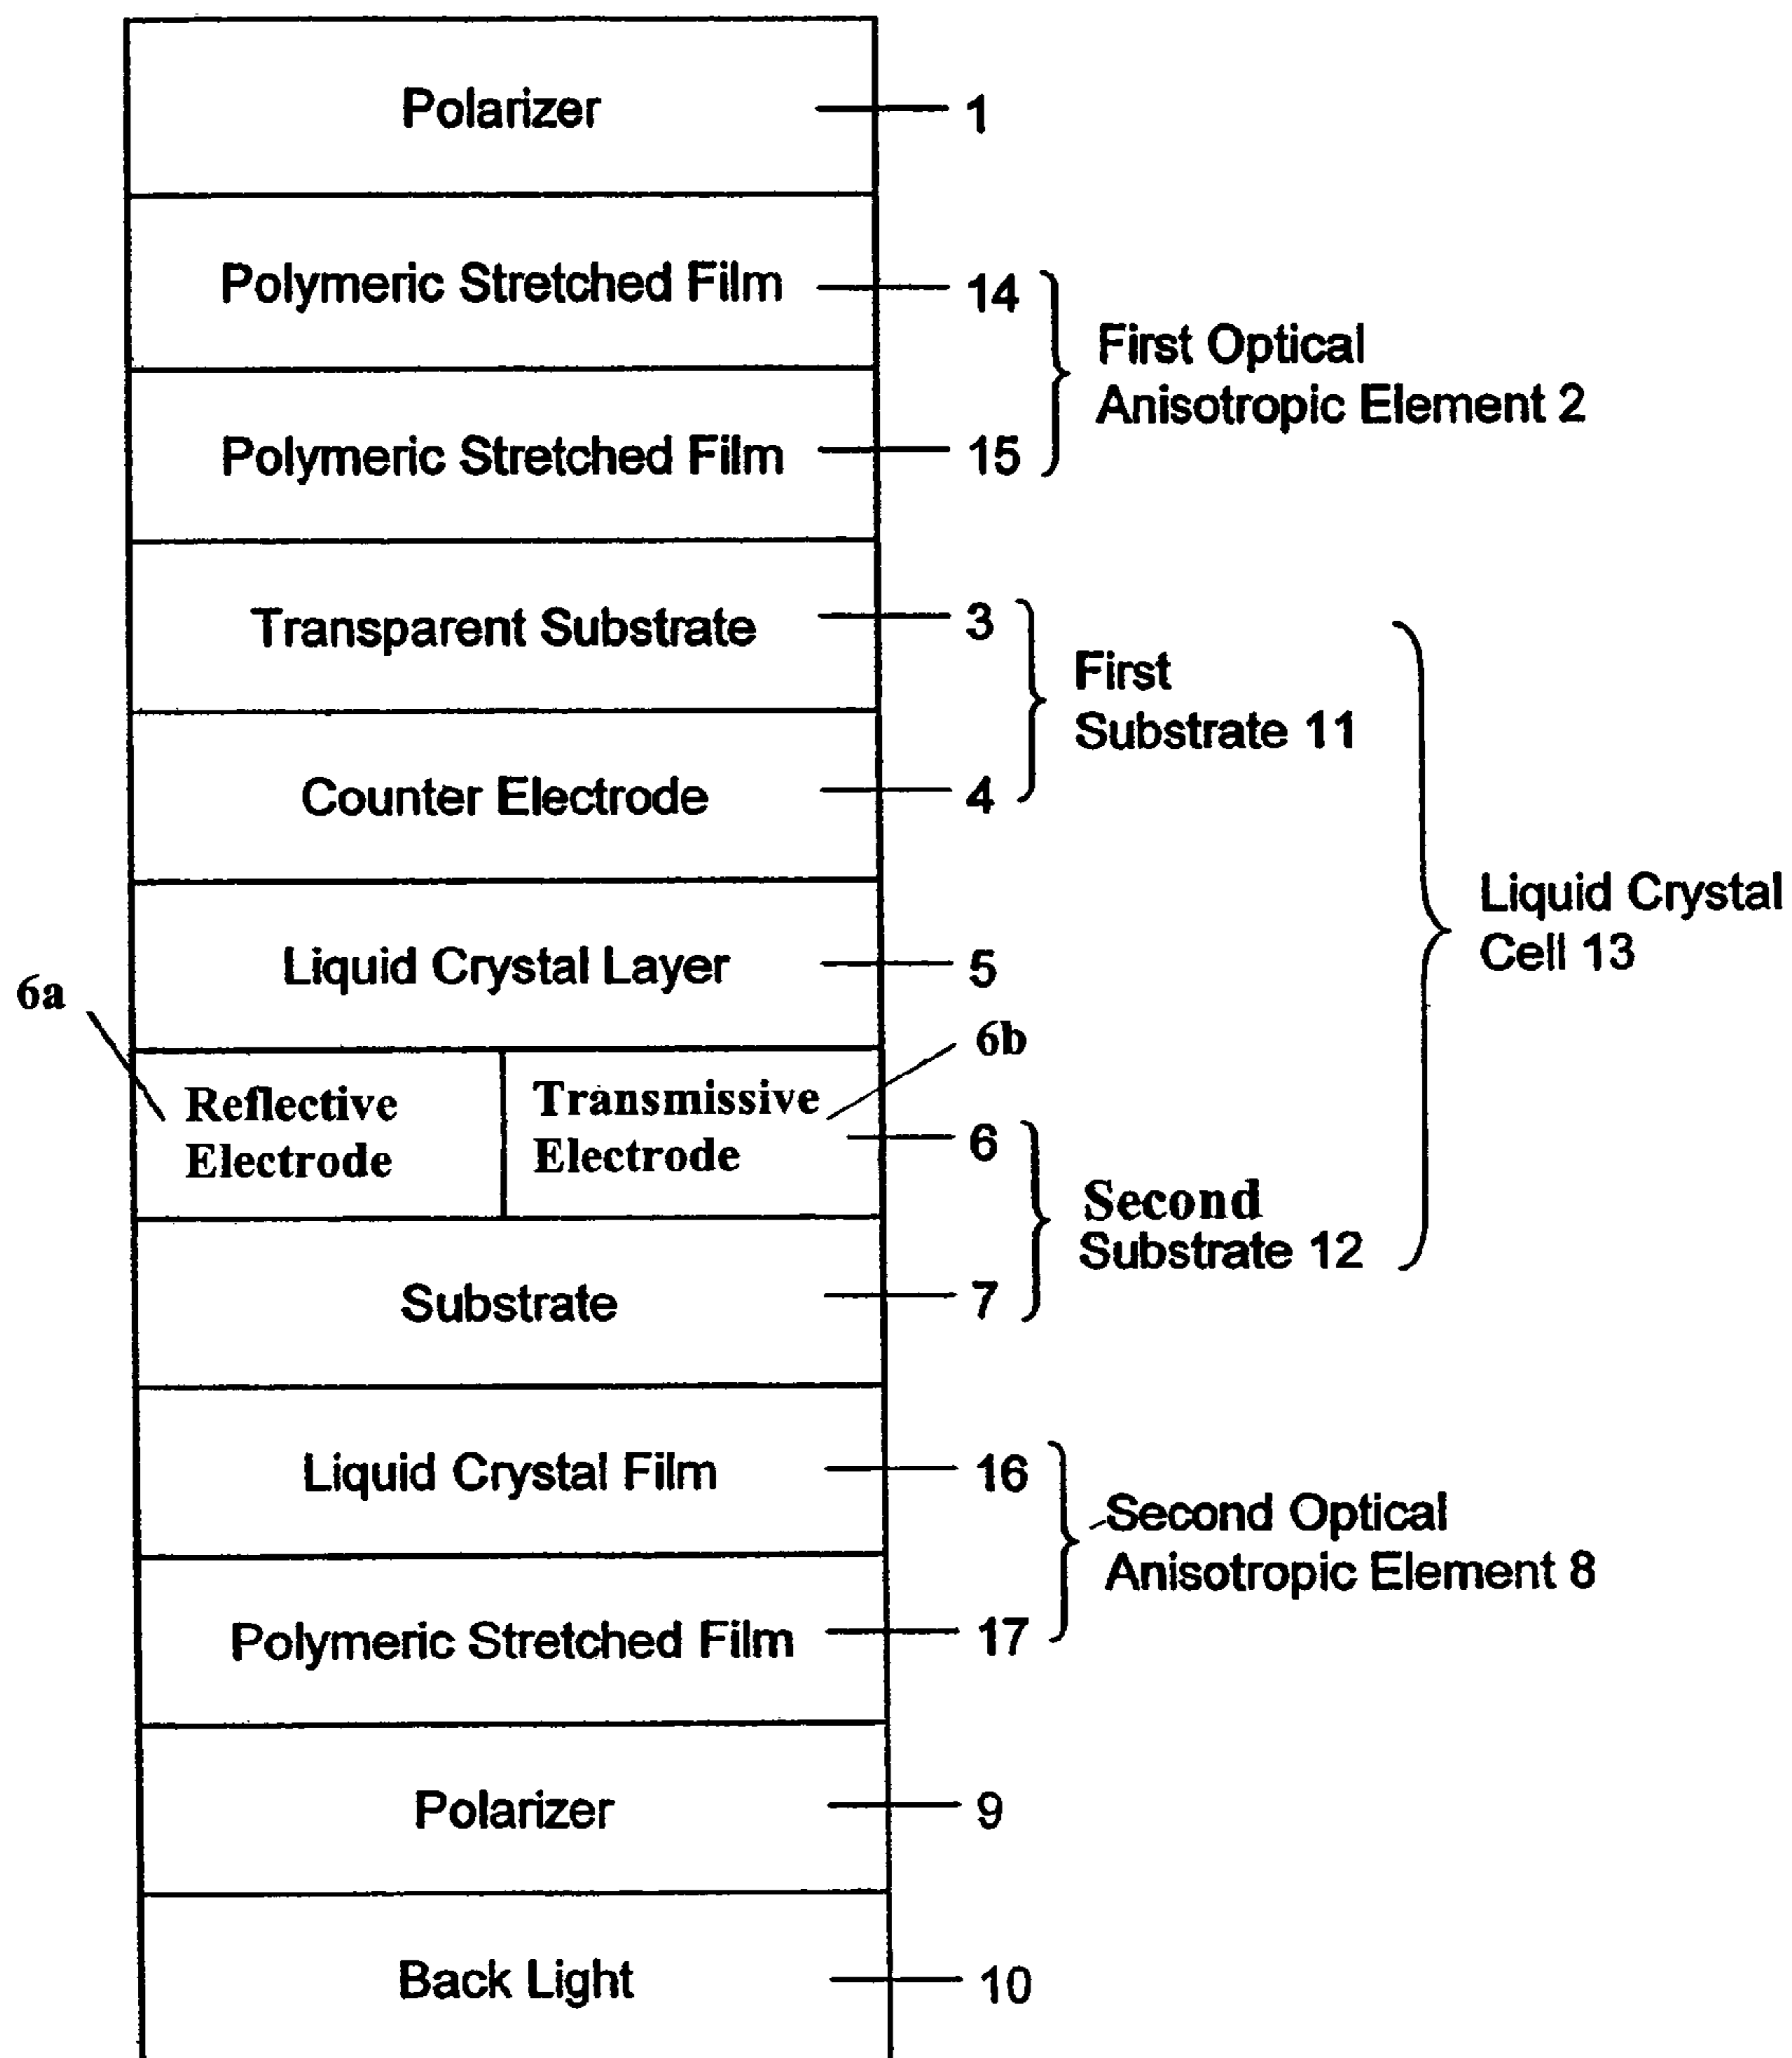 Polarizer
1
Polymeric Stretched Film
14
First Optical
Anisotropic Element 2
Polymeric Stretched Film
15
Transparent Substrate
3
First
Substrate 11
Counter Electrode
4
Liquid Crystal
Cell 13
Liquid Crystal Layer
5
6a
6b
Reflective
Electrode
Transmissive
Electrode
6
Second
Substrate 12
Substrate
7
Liquid Crystal Film
16
Second Optical
Anisotropic Element 8
Polymeric Stretched Film
17
Polarizer
9
Back Light
10